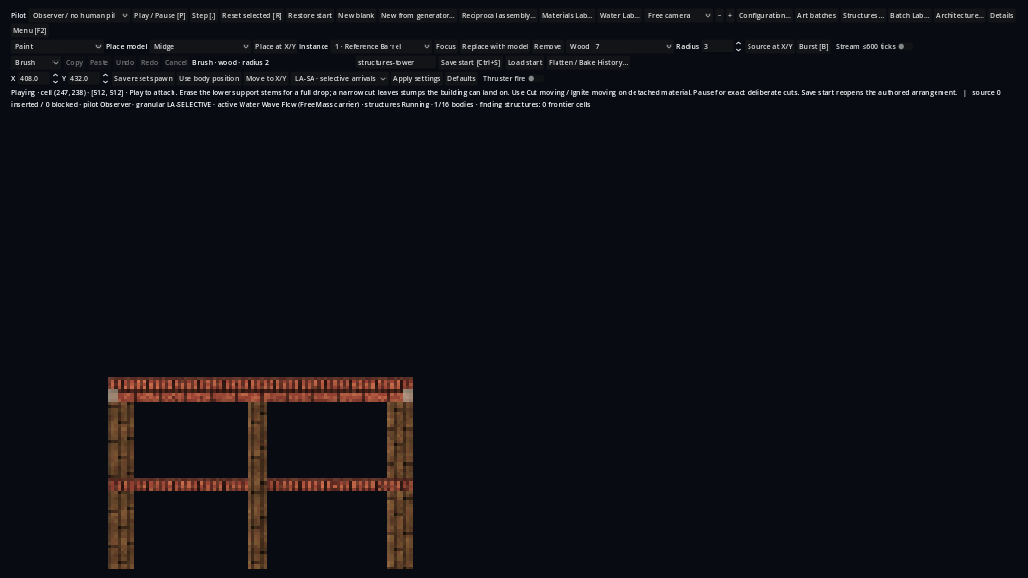 Pilot Observer / no human pil Play / Pause [P] Step [.] Reset selected [R] Restore start New blank New from generator... Reciprocal assembly... Materials Lab... Water Lab... Free camera − + Configuration... Art batches Structures... Batch Lab... Architecture... Details
Menu [F2]
Paint Place model Midge Place at X/Y Instance 1 · Reference Barrel Focus Replace with model Remove Wood 7 Radius 3 Source at X/Y Burst [B] Stream ≤600 ticks
Brush Copy Paste Undo Redo Cancel Brush · wood · radius 2 structures-tower Save start [Ctrl+S] Load start Flatten / Bake History...
X 408.0 Y 432.0 Save reset spawn Use body position Move to X/Y LA-SA · selective arrivals Apply settings Defaults Thruster fire
Playing · cell (247, 238) · [512, 512] · Play to attach. Erase the lower support stems for a full drop; a narrow cut leaves stumps the building can land on. Use Cut moving / Ignite moving on detached material. Pause for exact deliberate cuts. Save start reopens the authored arrangement. | source 0
inserted / 0 blocked · pilot Observer · granular LA-SELECTIVE · active Water Wave Flow (Free Mass carrier) · structures Running · 1/16 bodies · finding structures: 0 frontier cells